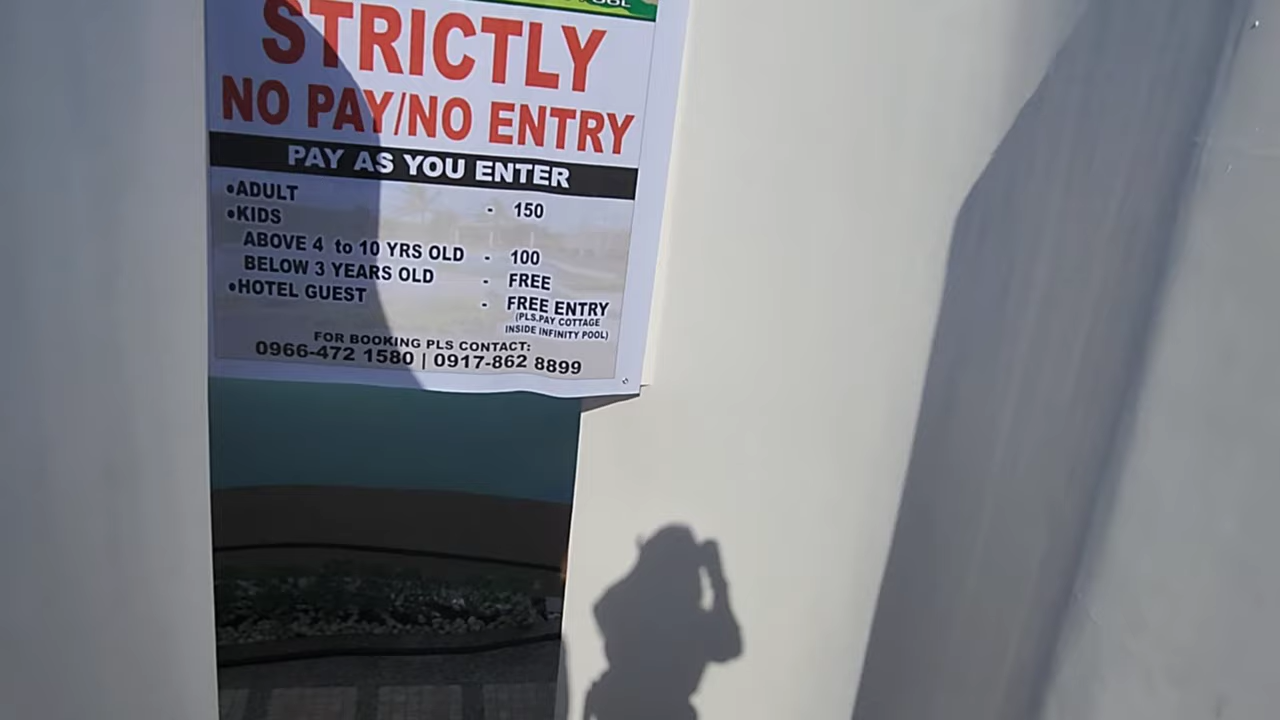 STRICTLY
NO PAY/NO ENTRY
PAY AS YOU ENTER
•ADULT - 150
•KIDS
ABOVE 4 to 10 YRS OLD - 100
BELOW 3 YEARS OLD - FREE
•HOTEL GUEST - FREE ENTRY
(PLS.PAY COTTAGE
INSIDE INFINITY POOL)
FOR BOOKING PLS CONTACT:
0966-472 1580 | 0917-862 8899